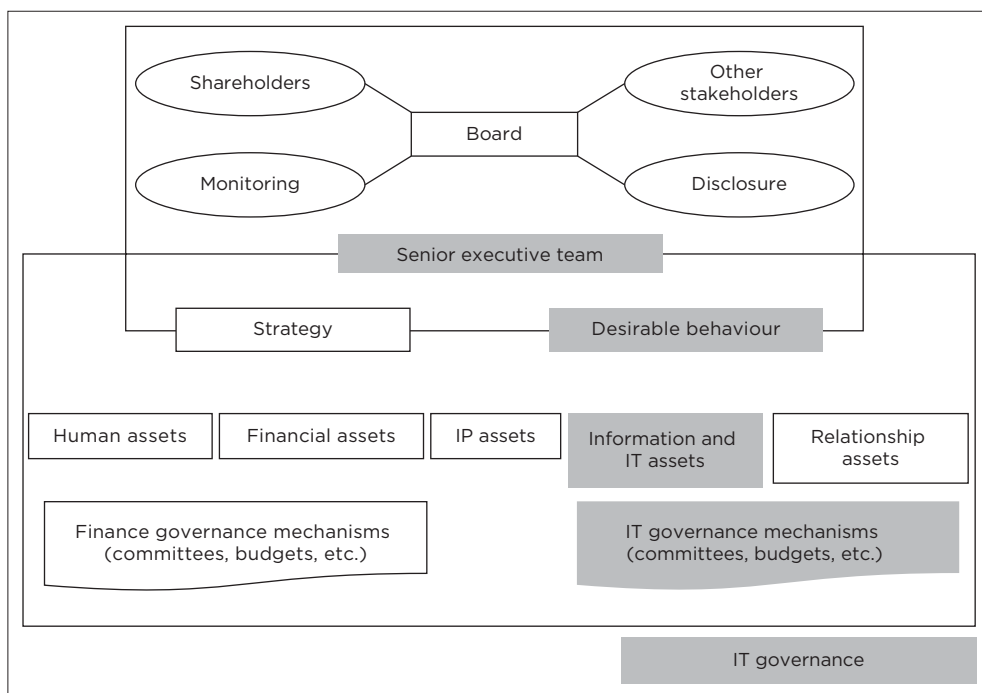 Shareholders
Other
stakeholders
Board
Monitoring
Disclosure
Senior executive team
Strategy
Desirable behaviour
Human assets
Financial assets
IP assets
Information and
IT assets
Relationship
assets
Finance governance mechanisms
(committees, budgets, etc.)
IT governance mechanisms
(committees, budgets, etc.)
IT governance